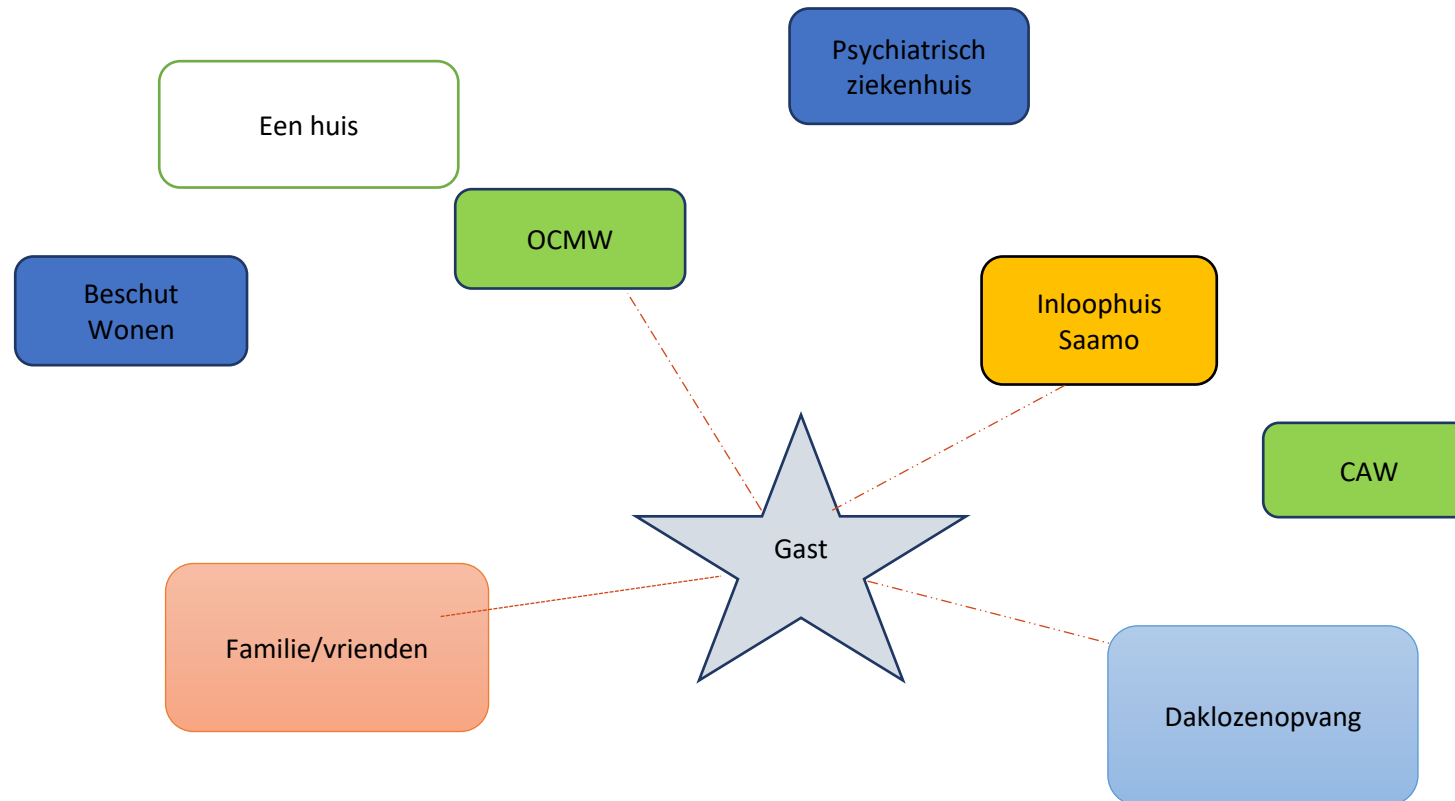 Psychiatrisch
ziekenhuis
Een huis
OCMW
Beschut
Wonen
Inloophuis
Saamo
CAW
Gast
Familie/vrienden
Daklozenopvang